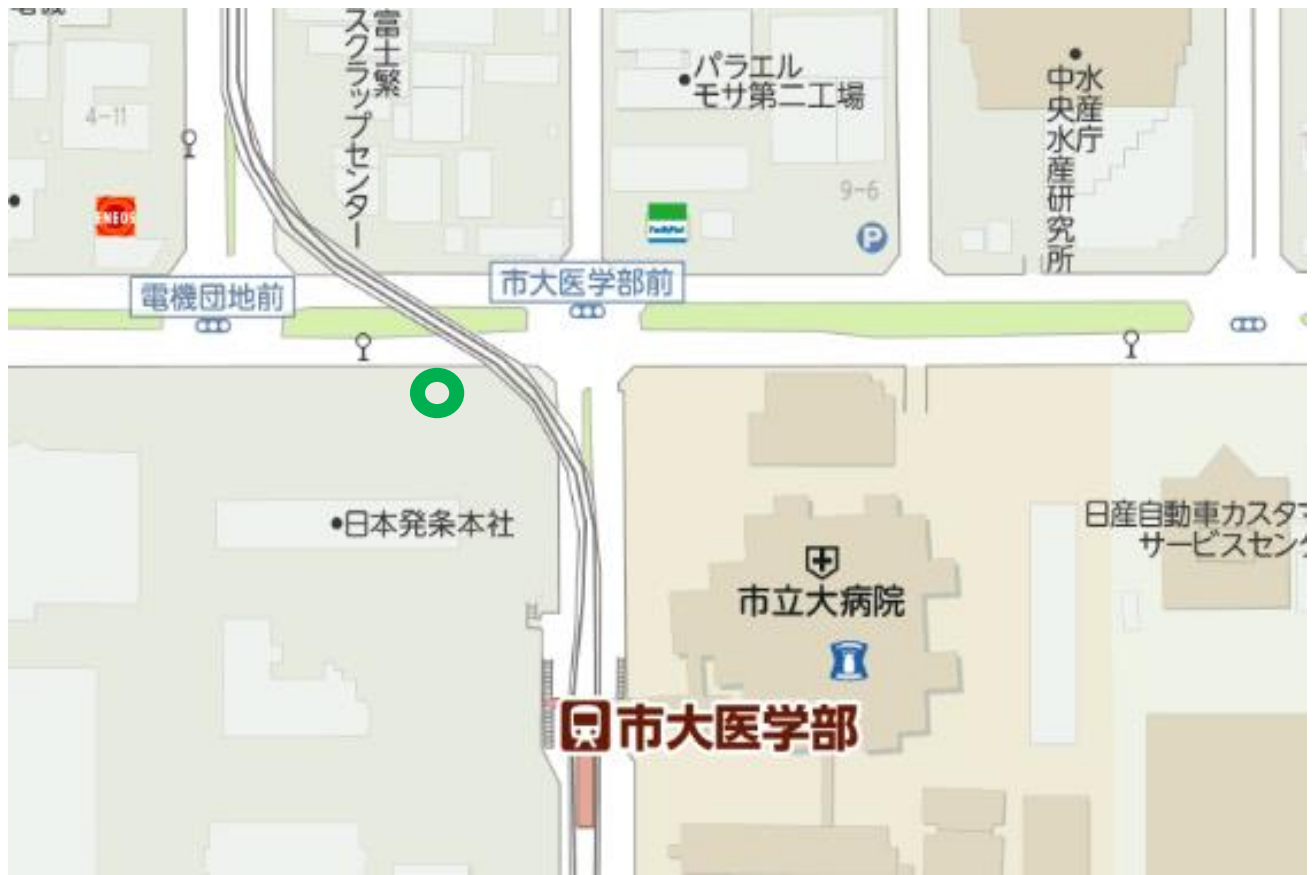 4-11
富士繁
スクラップセンター
パラエル
モサ第二工場
水産庁
中央水産研究所
9-6
ENEOS
FamilyMart
P
電機団地前
市大医学部前
日本発条本社
市立大病院
日産自動車カスタマ
サービスセン
市大医学部